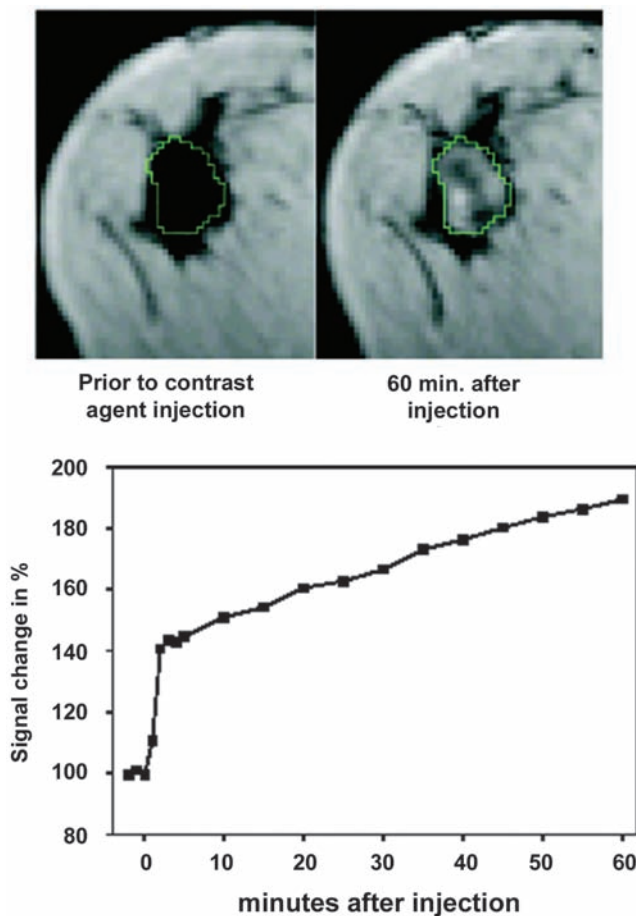 Prior to contrast
agent injection
60 min. after
injection
200
180
160
140
120
100
80
Signal change in %
0
10
20
30
40
50
60
minutes after injection